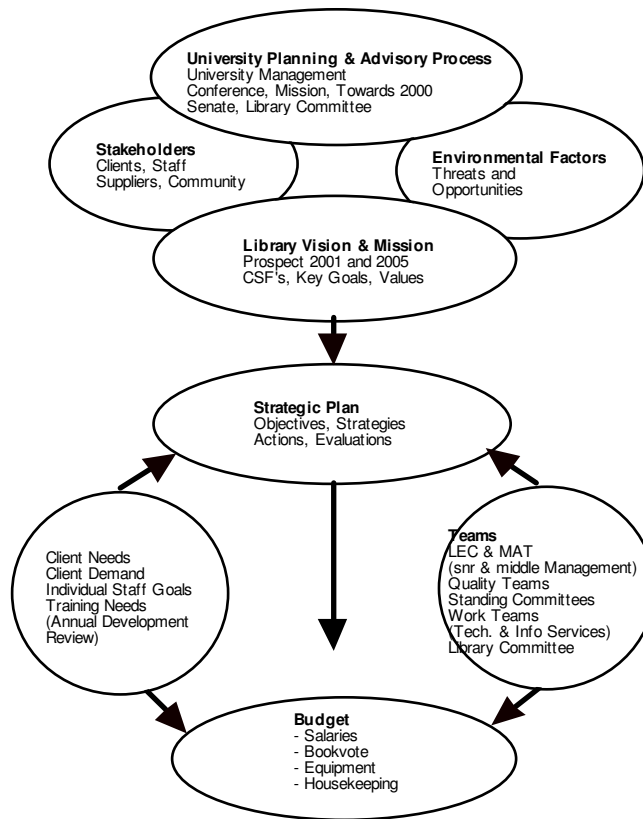 University Planning & Advisory Process
University Management
Conference, Mission, Towards 2000
Senate, Library Committee
Stakeholders
Clients, Staff
Suppliers, Community
Environmental Factors
Threats and
Opportunities
Library Vision & Mission
Prospect 2001 and 2005
CSF's, Key Goals, Values
Strategic Plan
Objectives, Strategies
Actions, Evaluations
Client Needs
Client Demand
Individual Staff Goals
Training Needs
(Annual Development
Review)
Teams
LEC & MAT
(snr & middle Management)
Quality Teams
Standing Committees
Work Teams
(Tech. & Info Services)
Library Committee
Budget
- Salaries
- Bookvote
- Equipment
- Housekeeping